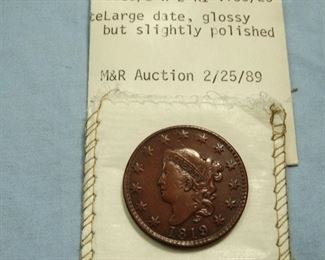 teLarge date, glossy
but slightly polished
M&R Auction 2/25/89
1819